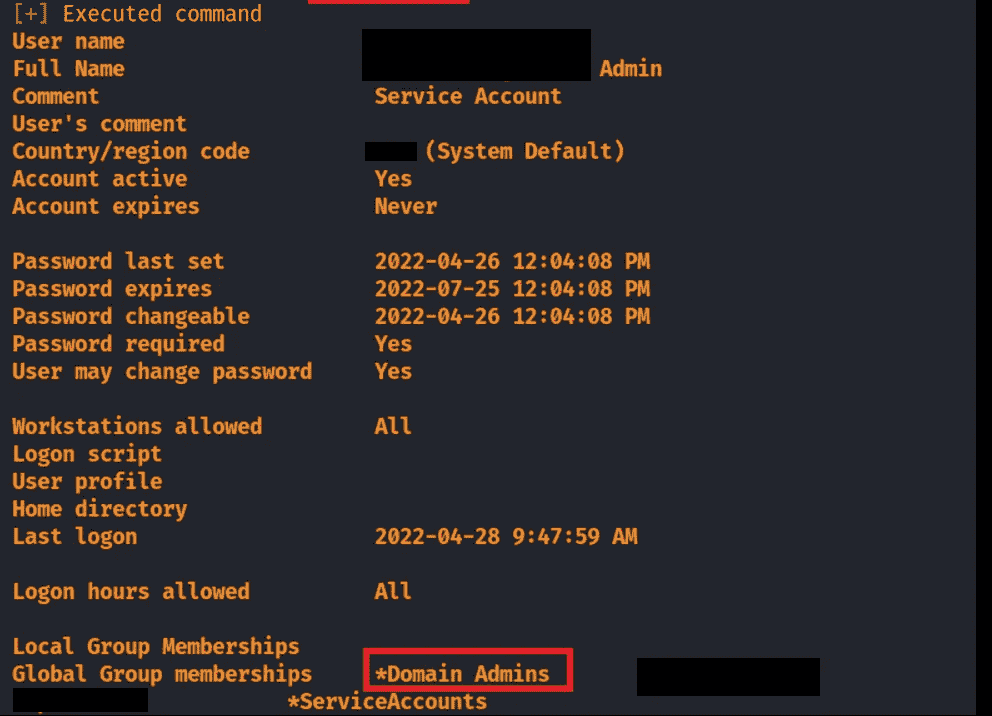 [+] Executed command
User name
Full Name Admin
Comment Service Account
User's comment
Country/region code (System Default)
Account active Yes
Account expires Never
Password last set 2022-04-26 12:04:08 PM
Password expires 2022-07-25 12:04:08 PM
Password changeable 2022-04-26 12:04:08 PM
Password required Yes
User may change password Yes
Workstations allowed All
Logon script
User profile
Home directory
Last logon 2022-04-28 9:47:59 AM
Logon hours allowed All
Local Group Memberships
Global Group memberships *Domain Admins
*ServiceAccounts